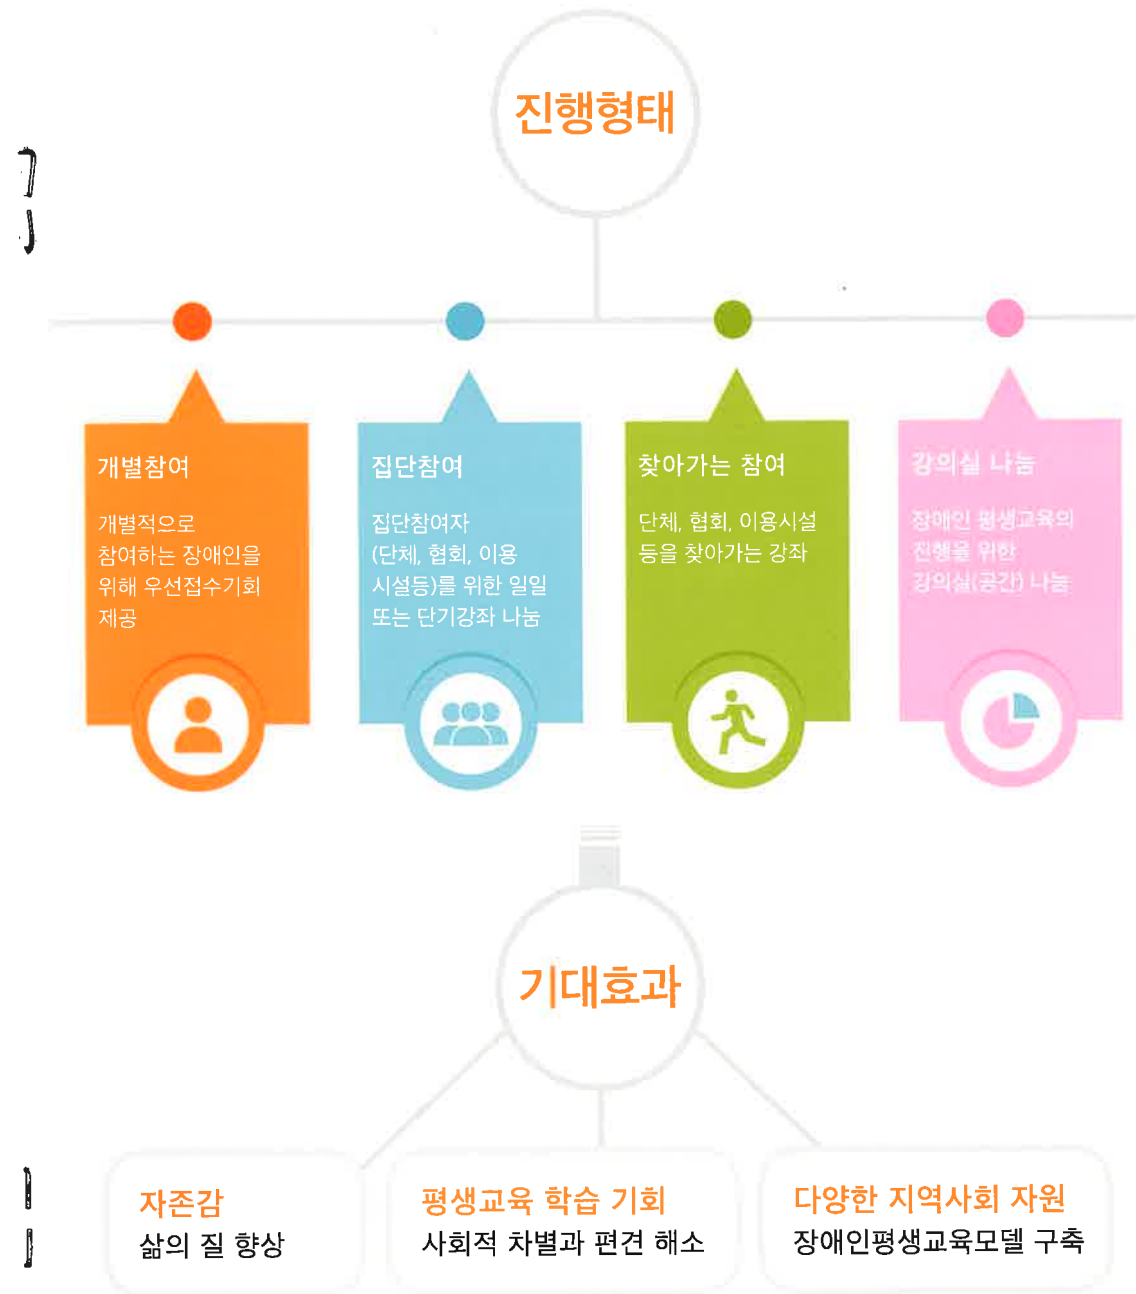 진행형태
개별참여
개별적으로
참여하는 장애인을
위해 우선접수기회
제공
집단참여
집단참여자
(단체, 협회, 이용
시설등)를 위한 일일
또는 단기강좌 나눔
찾아가는 참여
단체, 협회, 이용시설
등을 찾아가는 강좌
강의실 나눔
장애인 평생교육의
진행을 위한
강의실(공간) 나눔
기대효과
자존감
삶의 질 향상
평생교육 학습 기회
사회적 차별과 편견 해소
다양한 지역사회 자원
장애인평생교육모델 구축